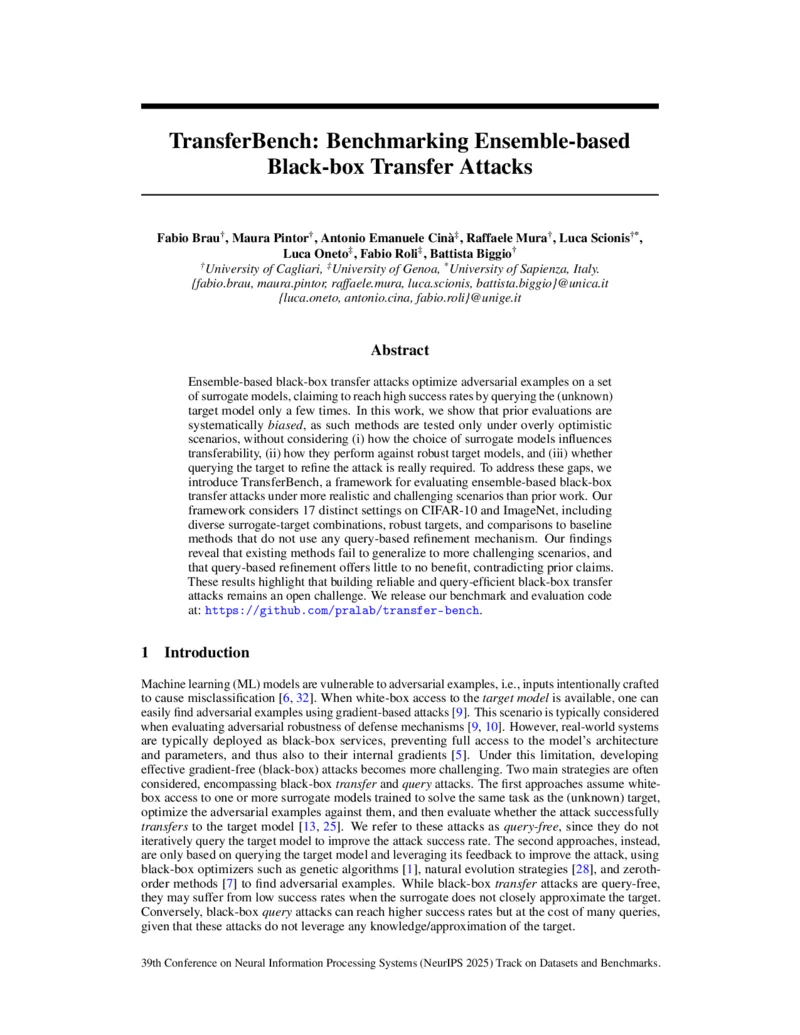 TransferBench: Benchmarking Ensemble-based
Black-box Transfer Attacks
Fabio Brau†, Maura Pintor†, Antonio Emanuele Cinà‡, Raffaele Mura†, Luca Scionis†*,
Luca Oneto‡, Fabio Roli‡, Battista Biggio†
†University of Cagliari, ‡University of Genoa, *University of Sapienza, Italy.
{fabio.brau, maura.pintor, raffaele.mura, luca.scionis, battista.biggio}@unica.it
{luca.oneto, antonio.cina, fabio.roli}@unige.it
Abstract
Ensemble-based black-box transfer attacks optimize adversarial examples on a set
of surrogate models, claiming to reach high success rates by querying the (unknown)
target model only a few times. In this work, we show that prior evaluations are
systematically biased, as such methods are tested only under overly optimistic
scenarios, without considering (i) how the choice of surrogate models influences
transferability, (ii) how they perform against robust target models, and (iii) whether
querying the target to refine the attack is really required. To address these gaps, we
introduce TransferBench, a framework for evaluating ensemble-based black-box
transfer attacks under more realistic and challenging scenarios than prior work. Our
framework considers 17 distinct settings on CIFAR-10 and ImageNet, including
diverse surrogate-target combinations, robust targets, and comparisons to baseline
methods that do not use any query-based refinement mechanism. Our findings
reveal that existing methods fail to generalize to more challenging scenarios, and
that query-based refinement offers little to no benefit, contradicting prior claims.
These results highlight that building reliable and query-efficient black-box transfer
attacks remains an open challenge. We release our benchmark and evaluation code
at: https://github.com/pralab/transfer-bench.
1 Introduction
Machine learning (ML) models are vulnerable to adversarial examples, i.e., inputs intentionally crafted
to cause misclassification [6, 32]. When white-box access to the target model is available, one can
easily find adversarial examples using gradient-based attacks [9]. This scenario is typically considered
when evaluating adversarial robustness of defense mechanisms [9, 10]. However, real-world systems
are typically deployed as black-box services, preventing full access to the model's architecture
and parameters, and thus also to their internal gradients [5]. Under this limitation, developing
effective gradient-free (black-box) attacks becomes more challenging. Two main strategies are often
considered, encompassing black-box transfer and query attacks. The first approaches assume white-
box access to one or more surrogate models trained to solve the same task as the (unknown) target,
optimize the adversarial examples against them, and then evaluate whether the attack successfully
transfers to the target model [13, 25]. We refer to these attacks as query-free, since they do not
iteratively query the target model to improve the attack success rate. The second approaches, instead,
are only based on querying the target model and leveraging its feedback to improve the attack, using
black-box optimizers such as genetic algorithms [1], natural evolution strategies [28], and zeroth-
order methods [7] to find adversarial examples. While black-box transfer attacks are query-free,
they may suffer from low success rates when the surrogate does not closely approximate the target.
Conversely, black-box query attacks can reach higher success rates but at the cost of many queries,
given that these attacks do not leverage any knowledge/approximation of the target.
39th Conference on Neural Information Processing Systems (NeurIPS 2025) Track on Datasets and Benchmarks.